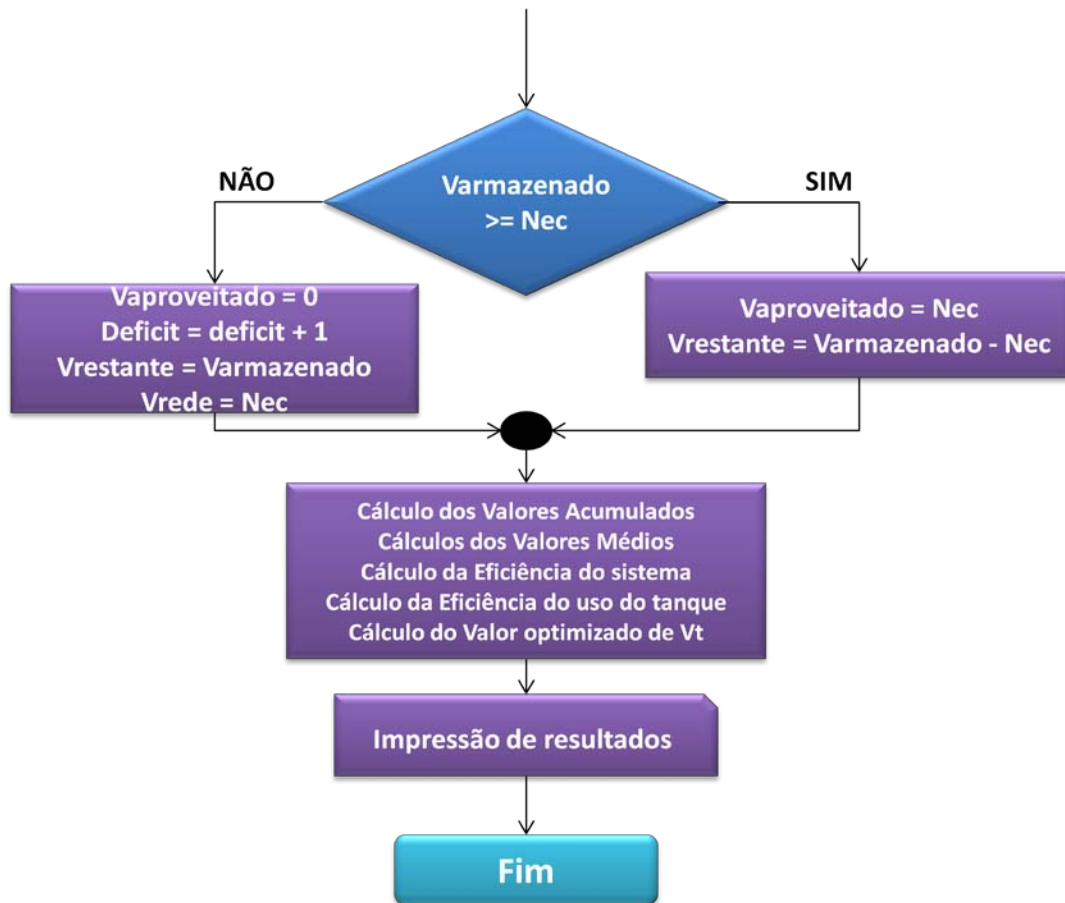 Varmazenado
>= Nec
NÃO
SIM
Vaproveitado = 0
Deficit = deficit + 1
Vrestante = Varmazenado
Vrede = Nec
Vaproveitado = Nec
Vrestante = Varmazenado - Nec
Cálculo dos Valores Acumulados
Cálculos dos Valores Médios
Cálculo da Eficiência do sistema
Cálculo da Eficiência do uso do tanque
Cálculo do Valor optimizado de Vt
Impressão de resultados
Fim